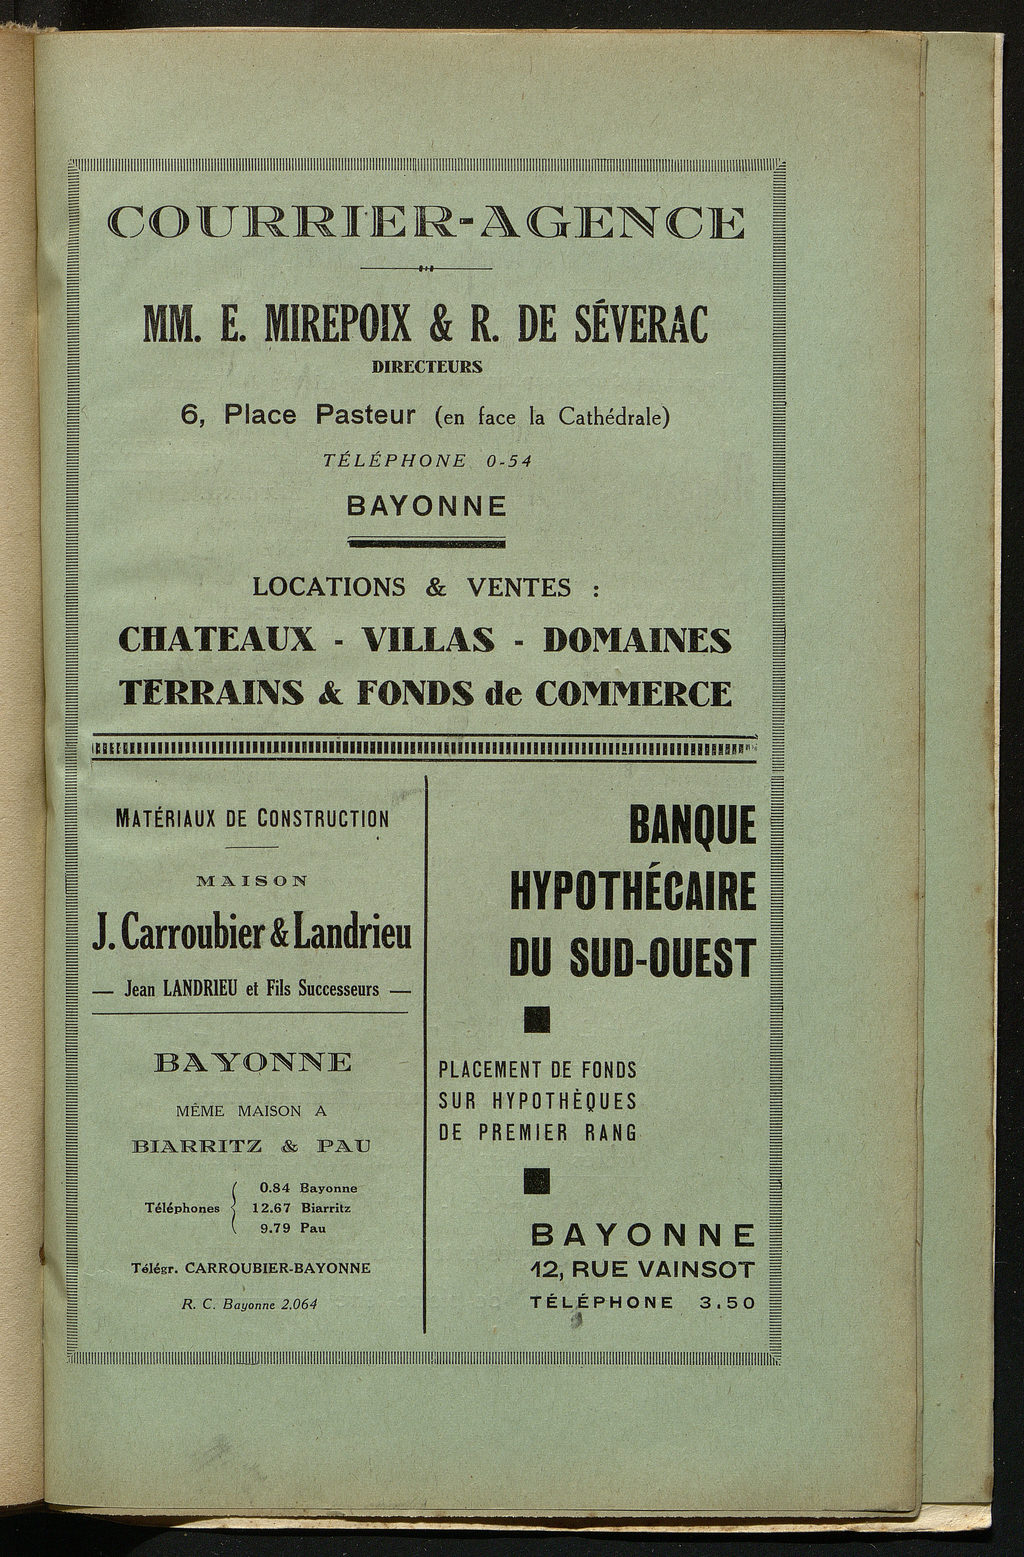 COURRIER-AGENCE
MM. E. MIREPOIX & R. DE SÉVERAC
DIRECTEURS
6, Place Pasteur (en face la Cathédrale)
TÉLÉPHONE 0-54
BAYONNE
LOCATIONS & VENTES :
CHATEAUX - VILLAS - DOMAINES
TERRAINS & FONDS de COMMERCE
MATÉRIAUX DE CONSTRUCTION
MAISON
J. Carroubier & Landrieu
— Jean LANDRIEU et Fils Successeurs —
BAYONNE
MÊME MAISON A
BIARRITZ & PAU
0.84 Bayonne
Téléphones { 12.67 Biarritz
9.79 Pau
Télégr. CARROUBIER-BAYONNE
R. C. Bayonne 2.064
BANQUE
HYPOTHÉCAIRE
DU SUD-OUEST
PLACEMENT DE FONDS
SUR HYPOTHÈQUES
DE PREMIER RANG
BAYONNE
12, RUE VAINSOT
TÉLÉPHONE 3.50